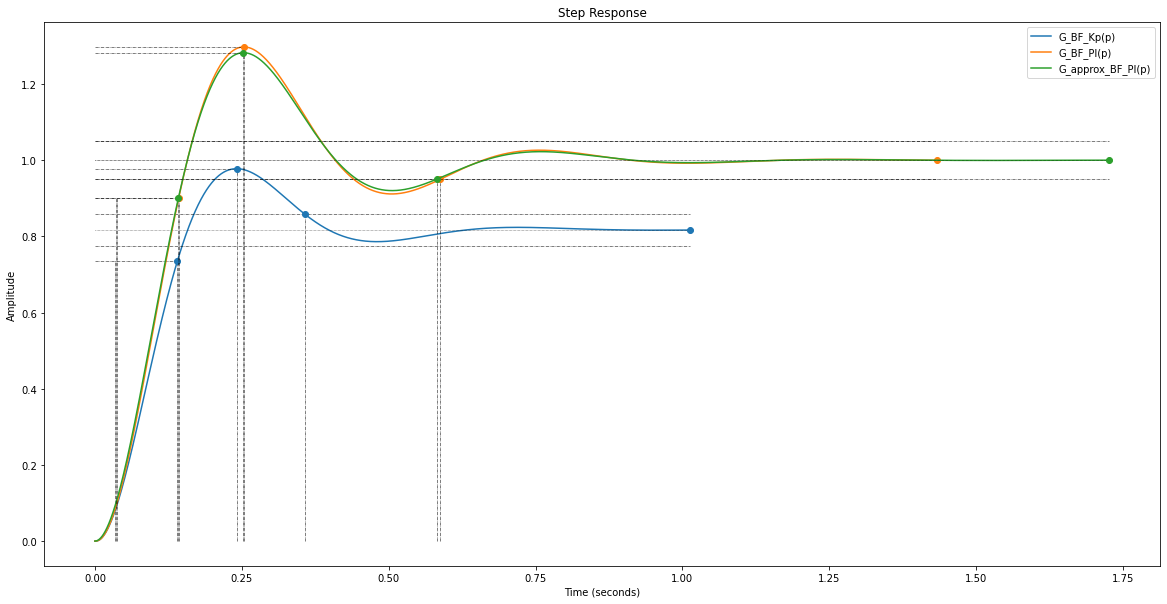 Step Response
G_BF_Kp(p)
G_BF_PI(p)
G_approx_BF_PI(p)
Amplitude
1.2
1.0
0.8
0.6
0.4
0.2
0.0
0.00 0.25 0.50 0.75 1.00 1.25 1.50 1.75
Time (seconds)